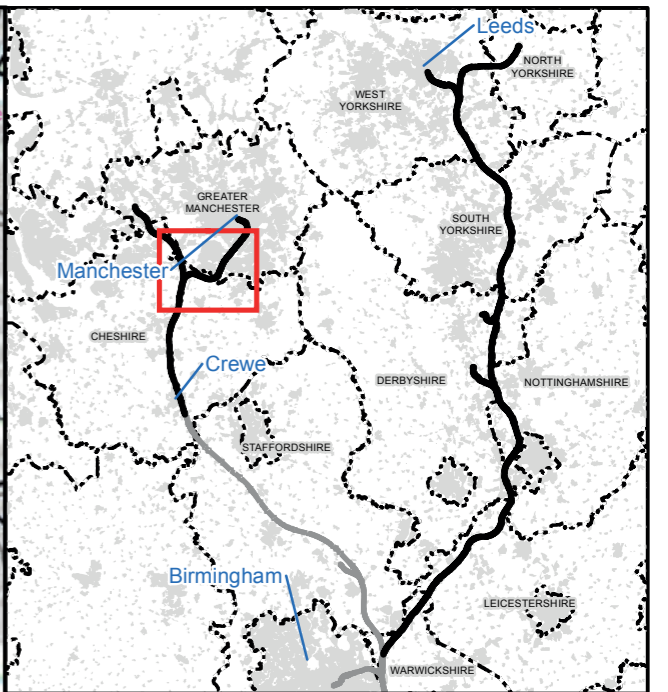 Leeds
NORTH
YORKSHIRE
WEST
YORKSHIRE
GREATER
MANCHESTER
SOUTH
YORKSHIRE
Manchester
CHESHIRE
Crewe
DERBYSHIRE
NOTTINGHAMSHIRE
STAFFORDSHIRE
Birmingham
LEICESTERSHIRE
WARWICKSHIRE